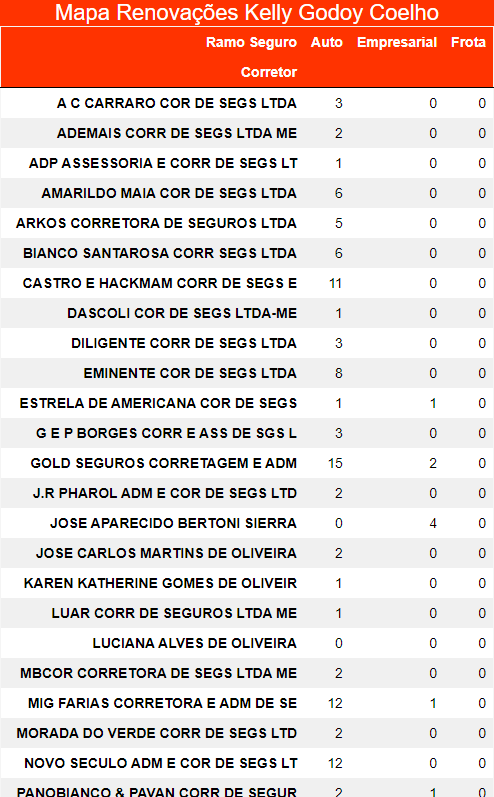 Mapa Renovações Kelly Godoy Coelho
Ramo Seguro Auto Empresarial Frota
Corretor
A C CARRARO COR DE SEGS LTDA 3 0 0
ADEMAIS CORR DE SEGS LTDA ME 2 0 0
ADP ASSESSORIA E CORR DE SEGS LT 1 0 0
AMARILDO MAIA COR DE SEGS LTDA 6 0 0
ARKOS CORRETORA DE SEGUROS LTDA 5 0 0
BIANCO SANTAROSA CORR SEGS LTDA 6 0 0
CASTRO E HACKMAM CORR DE SEGS E 11 0 0
DASCOLI COR DE SEGS LTDA-ME 1 0 0
DILIGENTE CORR DE SEGS LTDA 3 0 0
EMINENTE COR DE SEGS LTDA 8 0 0
ESTRELA DE AMERICANA COR DE SEGS 1 1 0
G E P BORGES CORR E ASS DE SGS L 3 0 0
GOLD SEGUROS CORRETAGEM E ADM 15 2 0
J.R PHAROL ADM E COR DE SEGS LTD 2 0 0
JOSE APARECIDO BERTONI SIERRA 0 4 0
JOSE CARLOS MARTINS DE OLIVEIRA 2 0 0
KAREN KATHERINE GOMES DE OLIVEIR 1 0 0
LUAR CORR DE SEGUROS LTDA ME 1 0 0
LUCIANA ALVES DE OLIVEIRA 0 0 0
MBCOR CORRETORA DE SEGS LTDA ME 2 0 0
MIG FARIAS CORRETORA E ADM DE SE 12 1 0
MORADA DO VERDE CORR DE SEGS LTD 2 0 0
NOVO SECULO ADM E COR DE SEGS LT 12 0 0
PANOBIANCO & PAVAN CORR DE SEGUR 2 1 0